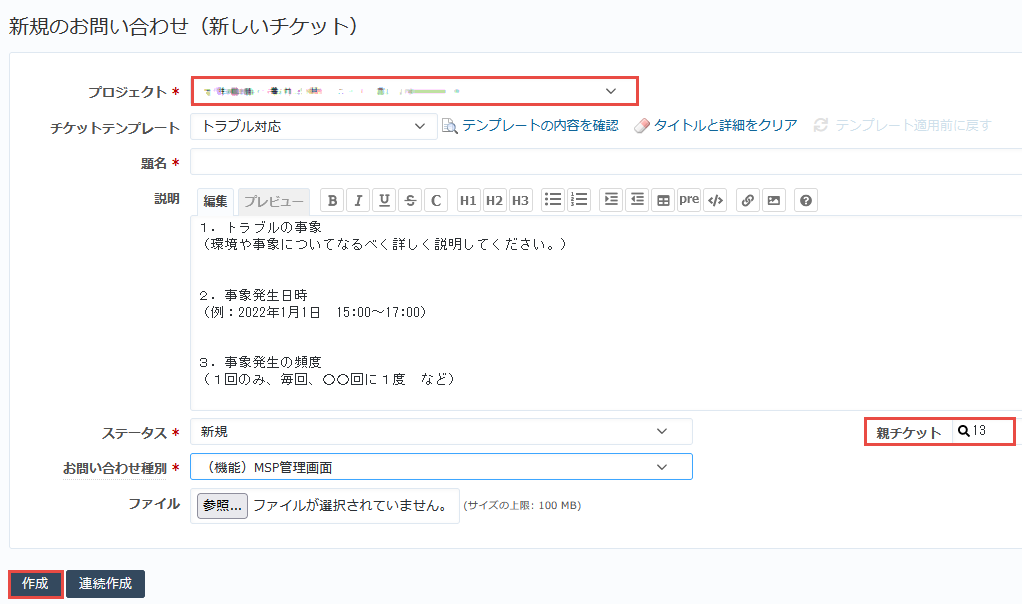 新規のお問い合わせ（新しいチケット）
プロジェクト *
チケットテンプレート トラブル対応 テンプレートの内容を確認 タイトルと詳細をクリア テンプレート適用前に戻す
題名 *
説明 編集 プレビュー B I U S C H1 H2 H3 pre </> ?
１．トラブルの事象
（環境や事象についてなるべく詳しく説明してください。）
２．事象発生日時
（例：2022年1月1日　15:00～17:00）
３．事象発生の頻度
（１回のみ、毎回、〇〇回に１度　など）
ステータス * 新規 親チケット 13
お問い合わせ種別 * （機能）MSP管理画面
ファイル 参照... ファイルが選択されていません。 (サイズの上限: 100 MB)
作成 連続作成